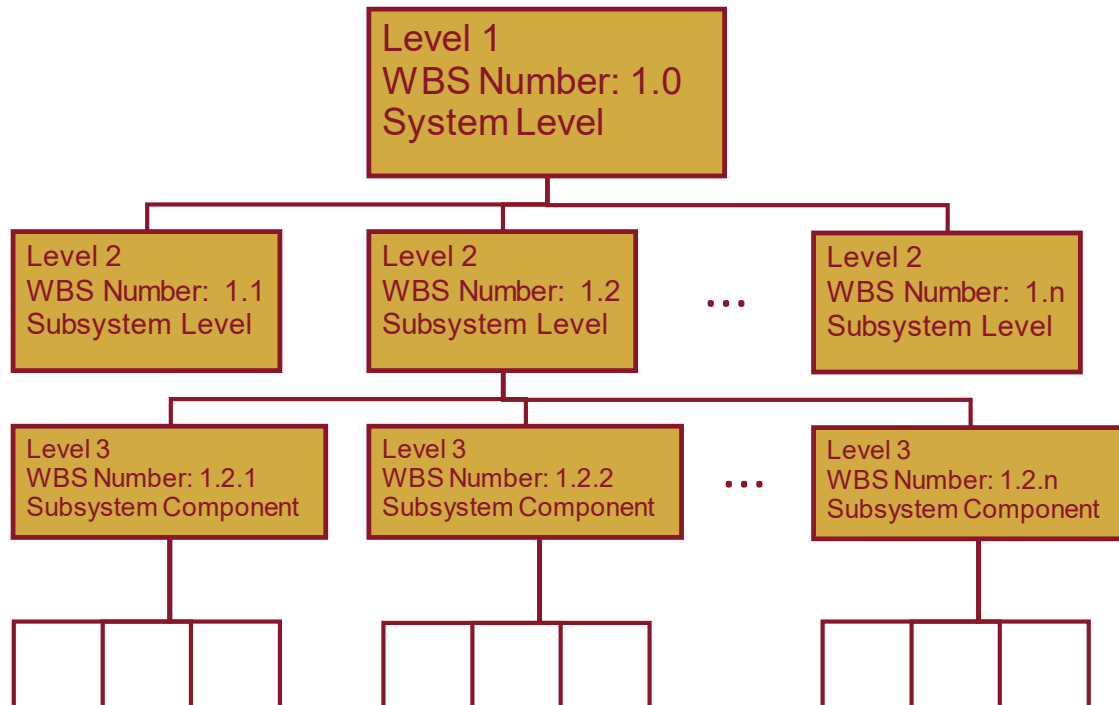 Level 1
WBS Number: 1.0
System Level
Level 2
WBS Number: 1.1
Subsystem Level
Level 2
WBS Number: 1.2
Subsystem Level
...
Level 2
WBS Number: 1.n
Subsystem Level
Level 3
WBS Number: 1.2.1
Subsystem Component
Level 3
WBS Number: 1.2.2
Subsystem Component
...
Level 3
WBS Number: 1.2.n
Subsystem Component